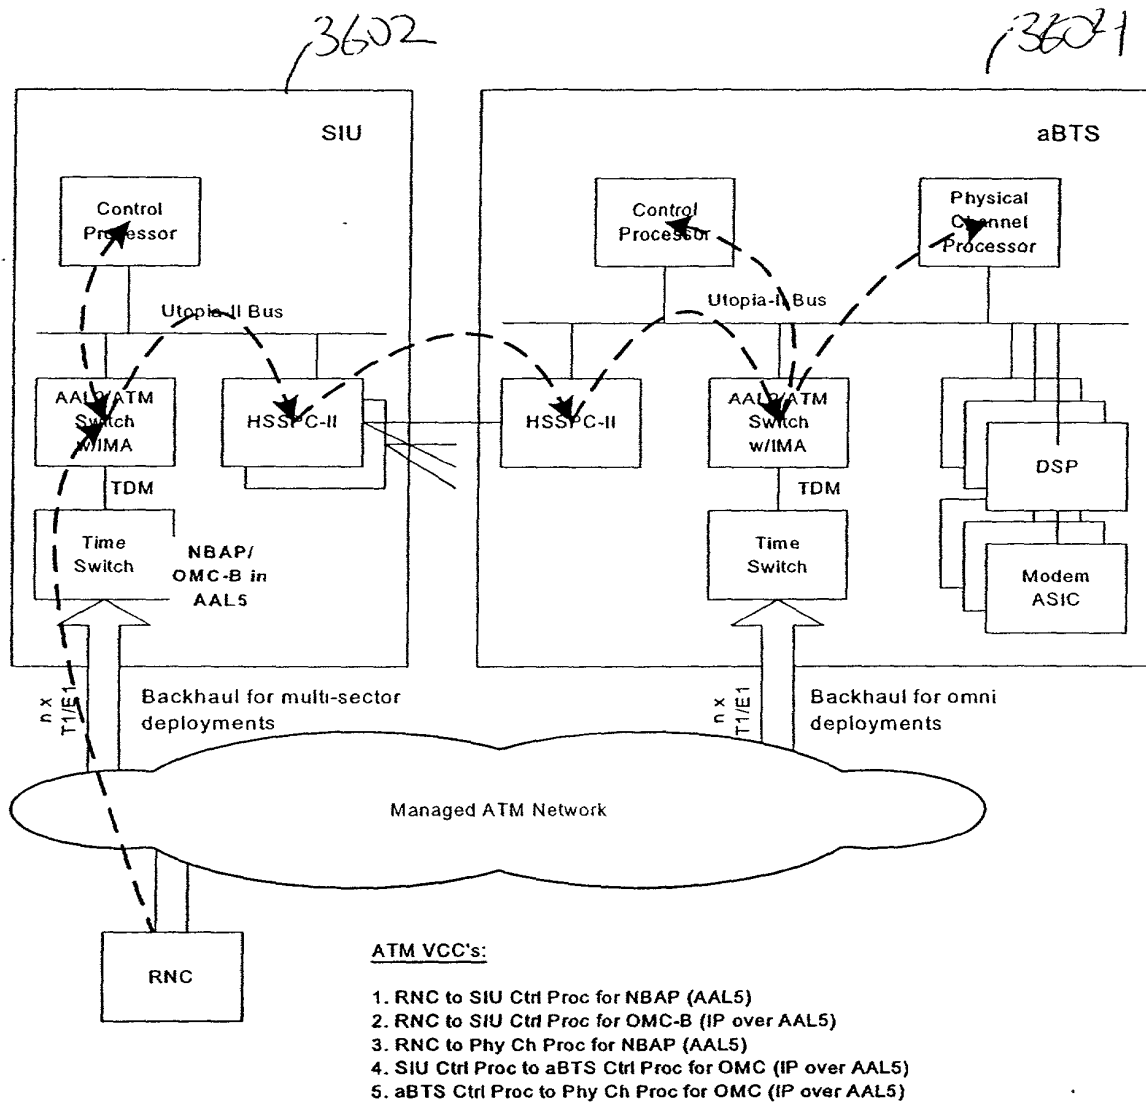 3602
3604
SIU
aBTS
Control
Processor
Control
Processor
Physical
Channel
Processor
Utopia-II Bus
Utopia-II Bus
AAL2/ATM
Switch
w/IMA
HSSPC-II
HSSPC-II
AAL2/ATM
Switch
w/IMA
DSP
TDM
TDM
Time
Switch
NBAP/
OMC-B in
AAL5
Time
Switch
Modem
ASIC
n x
T1/E1
Backhaul for multi-sector
deployments
n x
T1/E1
Backhaul for omni
deployments
Managed ATM Network
RNC
ATM VCC's:
1. RNC to SIU Ctrl Proc for NBAP (AAL5)
2. RNC to SIU Ctrl Proc for OMC-B (IP over AAL5)
3. RNC to Phy Ch Proc for NBAP (AAL5)
4. SIU Ctrl Proc to aBTS Ctrl Proc for OMC (IP over AAL5)
5. aBTS Ctrl Proc to Phy Ch Proc for OMC (IP over AAL5)